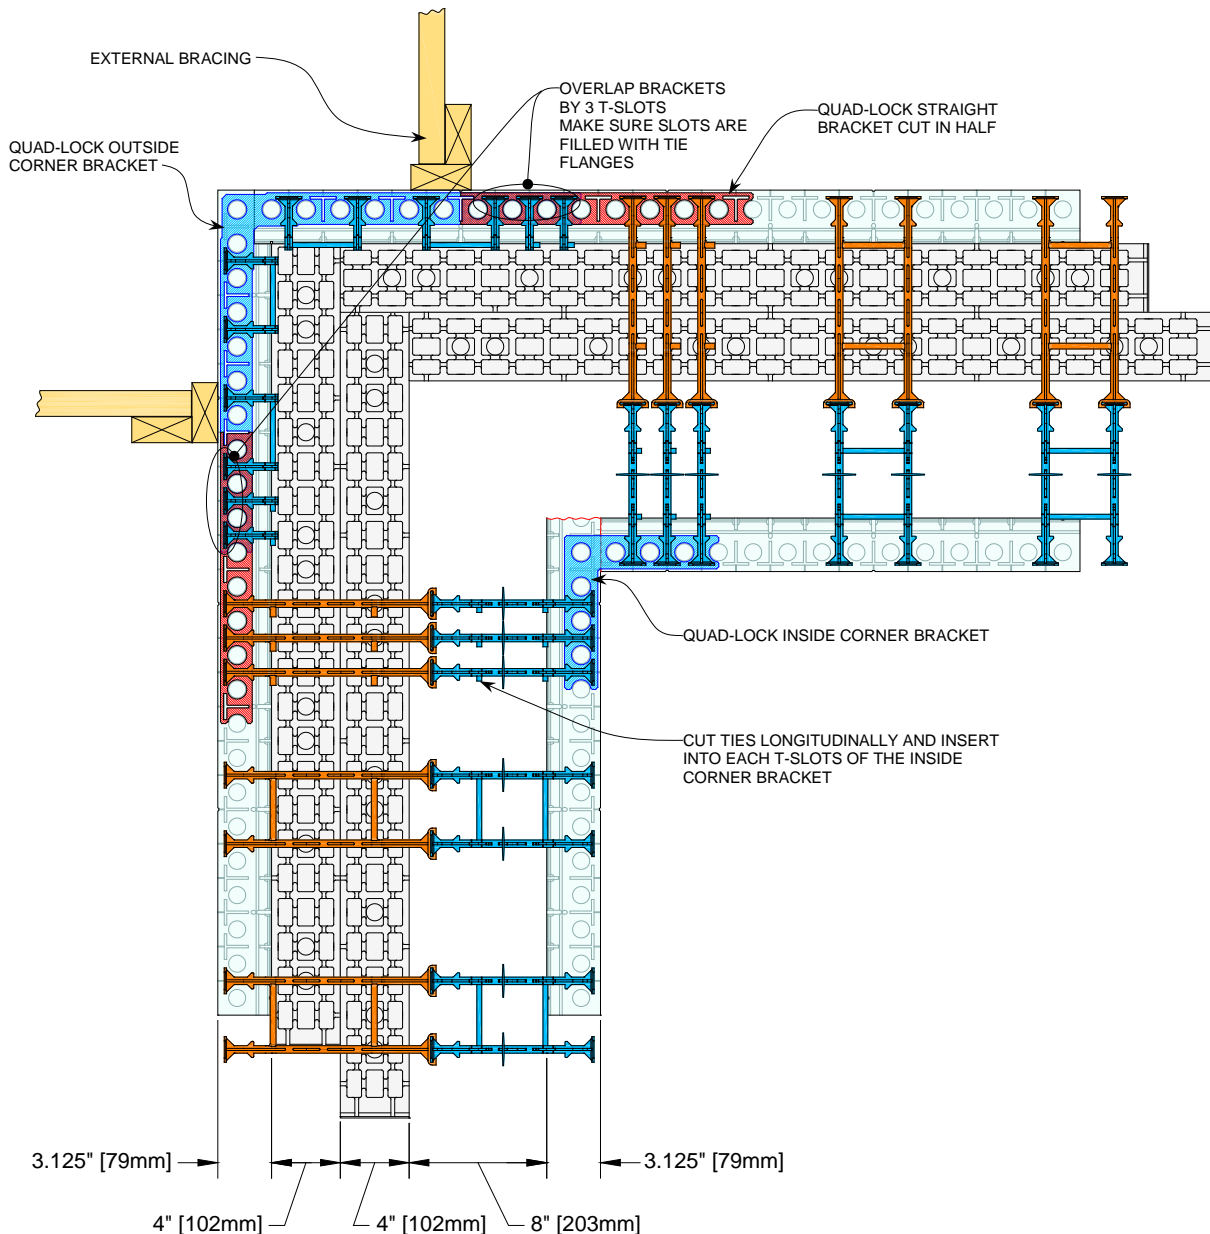 EXTERNAL BRACING
OVERLAP BRACKETS
BY 3 T-SLOTS
MAKE SURE SLOTS ARE
FILLED WITH TIE
FLANGES
QUAD-LOCK STRAIGHT
BRACKET CUT IN HALF
QUAD-LOCK OUTSIDE
CORNER BRACKET
QUAD-LOCK INSIDE CORNER BRACKET
CUT TIES LONGITUDINALLY AND INSERT
INTO EACH T-SLOTS OF THE INSIDE
CORNER BRACKET
3.125" [79mm]
3.125" [79mm]
4" [102mm]
4" [102mm]
8" [203mm]